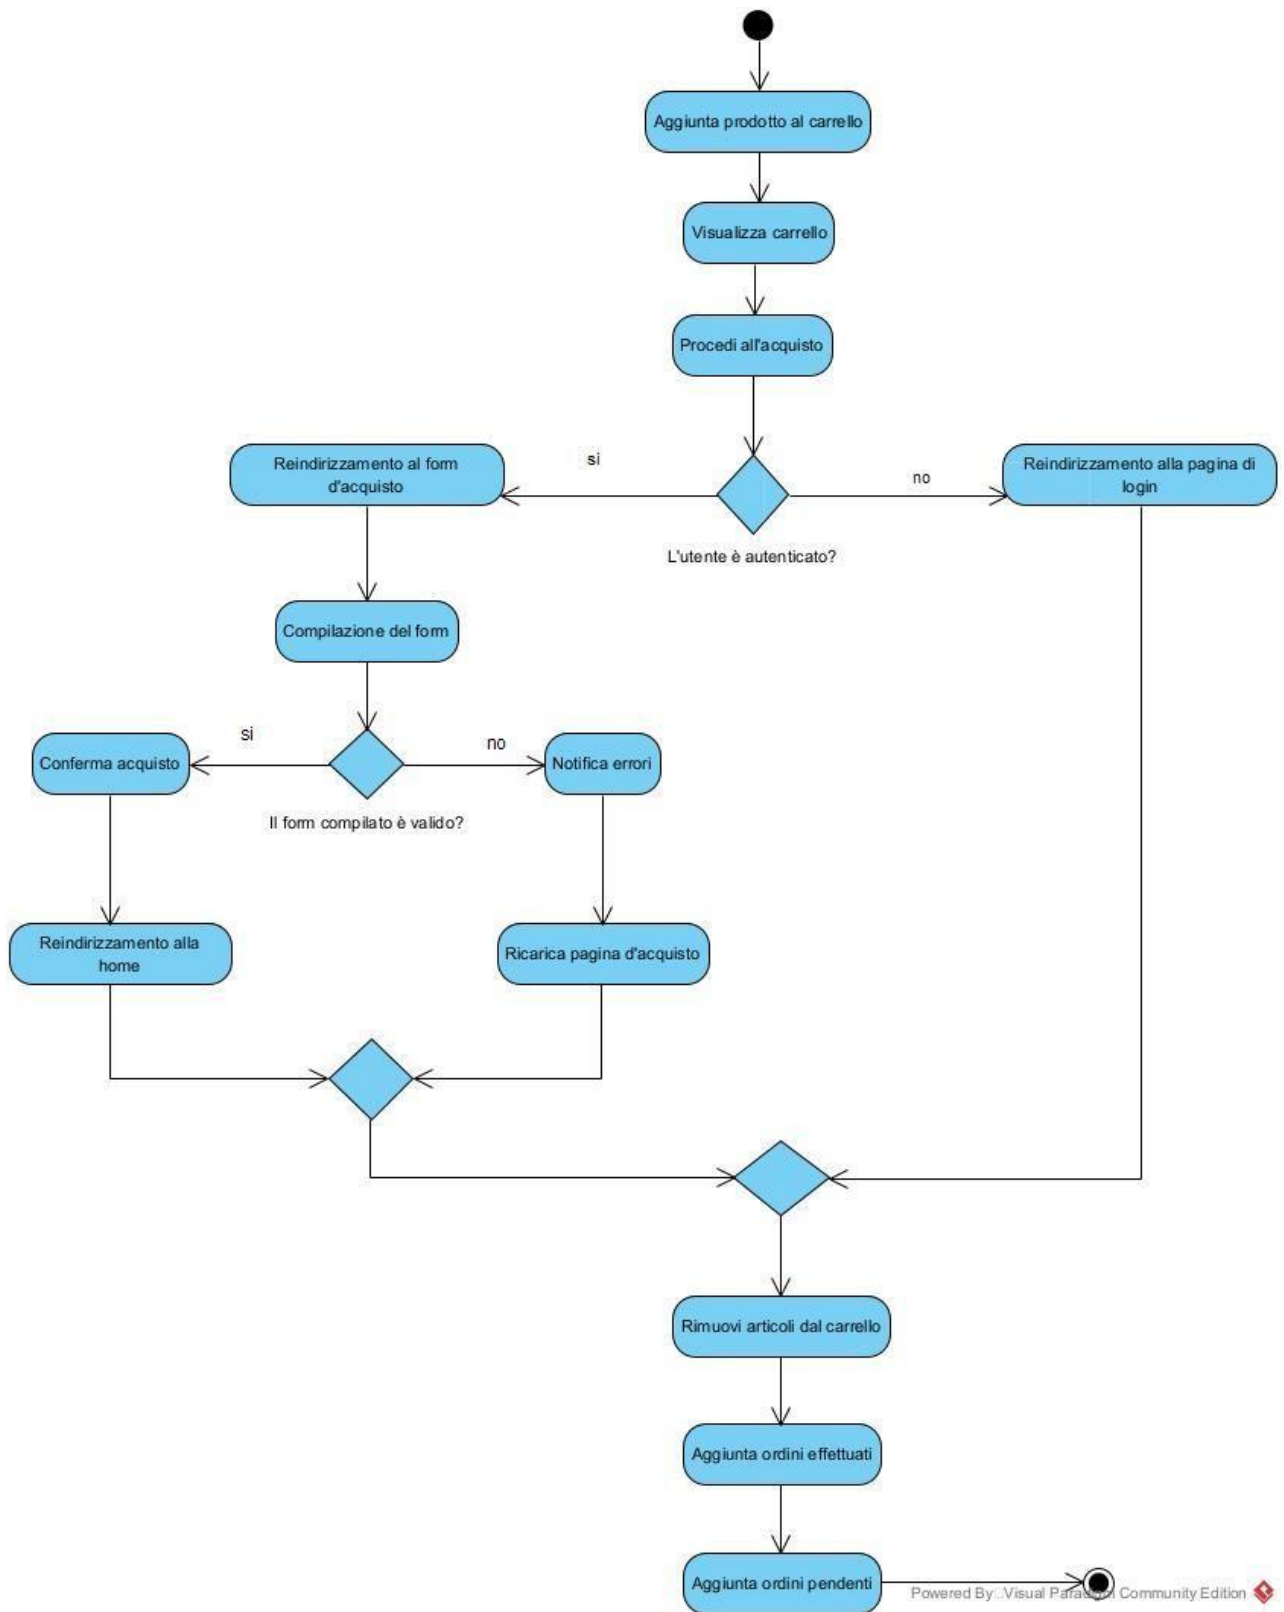 Aggiunta prodotto al carrello
Visualizza carrello
Procedi all'acquisto
Reindirizzamento al form
d'acquisto
si
no
Reindirizzamento alla pagina di
login
L'utente è autenticato?
Compilazione del form
Conferma acquisto
si
no
Notifica errori
Il form compilato è valido?
Reindirizzamento alla
home
Ricarica pagina d'acquisto
Rimuovi articoli dal carrello
Aggiunta ordini effettuati
Aggiunta ordini pendenti
Powered By Visual Paradigm Community Edition